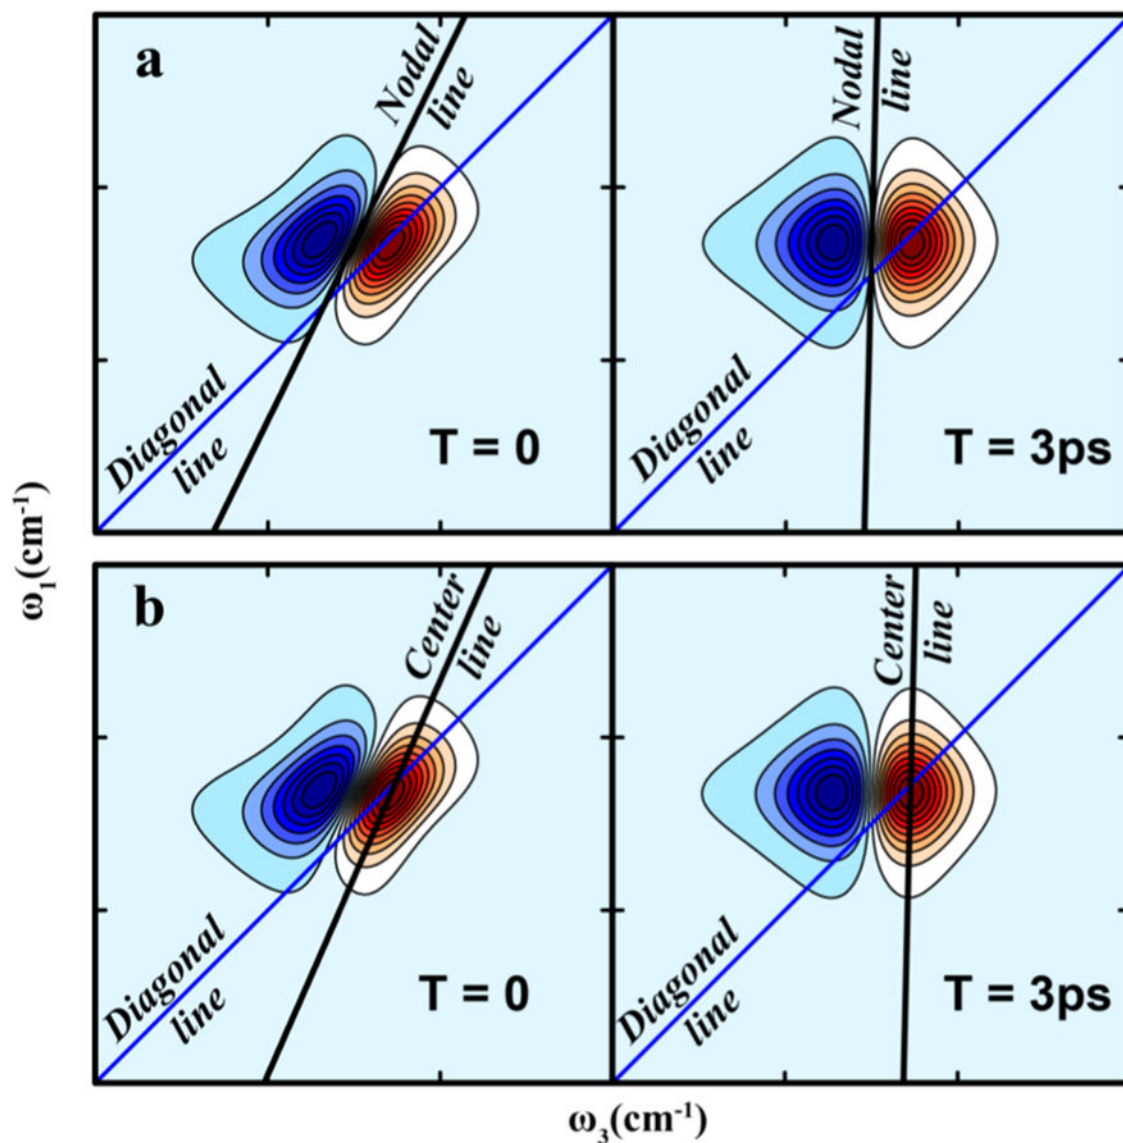 a
Nodal
line
Diagonal
line
T = 0
Nodal
line
Diagonal
line
T = 3ps
ω₁(cm⁻¹)
b
Center
line
Diagonal
line
T = 0
Center
line
Diagonal
line
T = 3ps
ω₃(cm⁻¹)